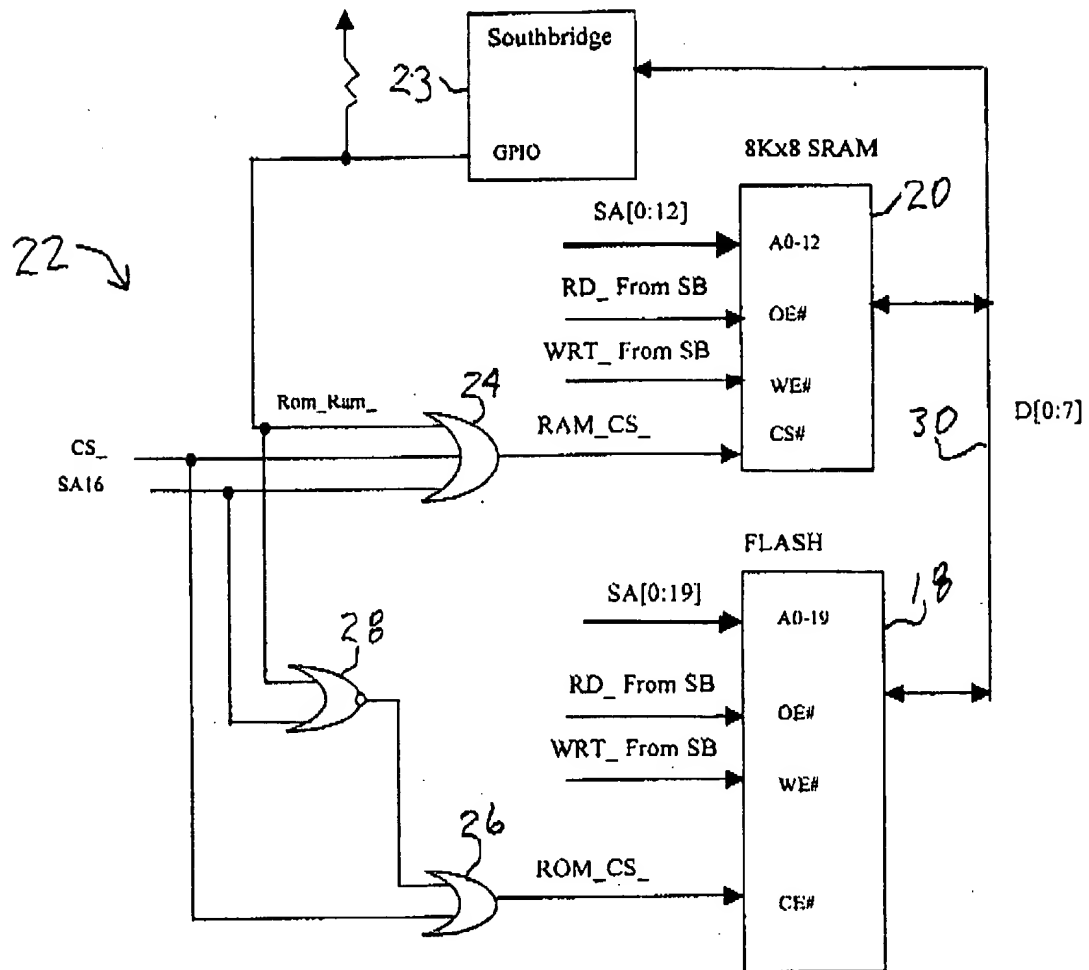 Southbridge
23
GPIO
8Kx8 SRAM
20
SA[0:12]
A0-12
22
RD_ From SB
OE#
WRT_ From SB
WE#
24
Rom_Ram_
RAM_CS_
CS#
30
D[0:7]
CS_
SA16
FLASH
SA[0:19]
A0-19
18
28
RD_ From SB
OE#
WRT_ From SB
WE#
26
ROM_CS_
CE#